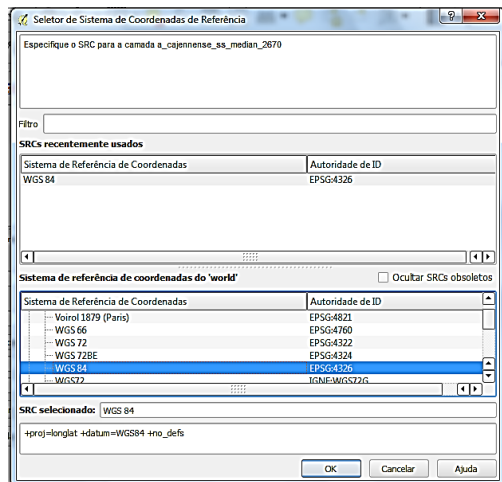 Seletor de Sistema de Coordenadas de Referência
Especifique o SRC para a camada a_cajennense_ss_median_2670
Filtro
SRCs recentemente usados
Sistema de Referência de Coordenadas Autoridade de ID
WGS 84 EPSG:4326
Sistema de referência de coordenadas do 'world' Ocultar SRCs obsoletos
Sistema de Referência de Coordenadas Autoridade de ID
Voirol 1879 (Paris) EPSG:4821
WGS 66 EPSG:4760
WGS 72 EPSG:4322
WGS 72BE EPSG:4324
WGS 84 EPSG:4326
WGS72 IGNF:WGS72G
SRC selecionado: WGS 84
+proj=longlat +datum=WGS84 +no_defs
OK Cancelar Ajuda